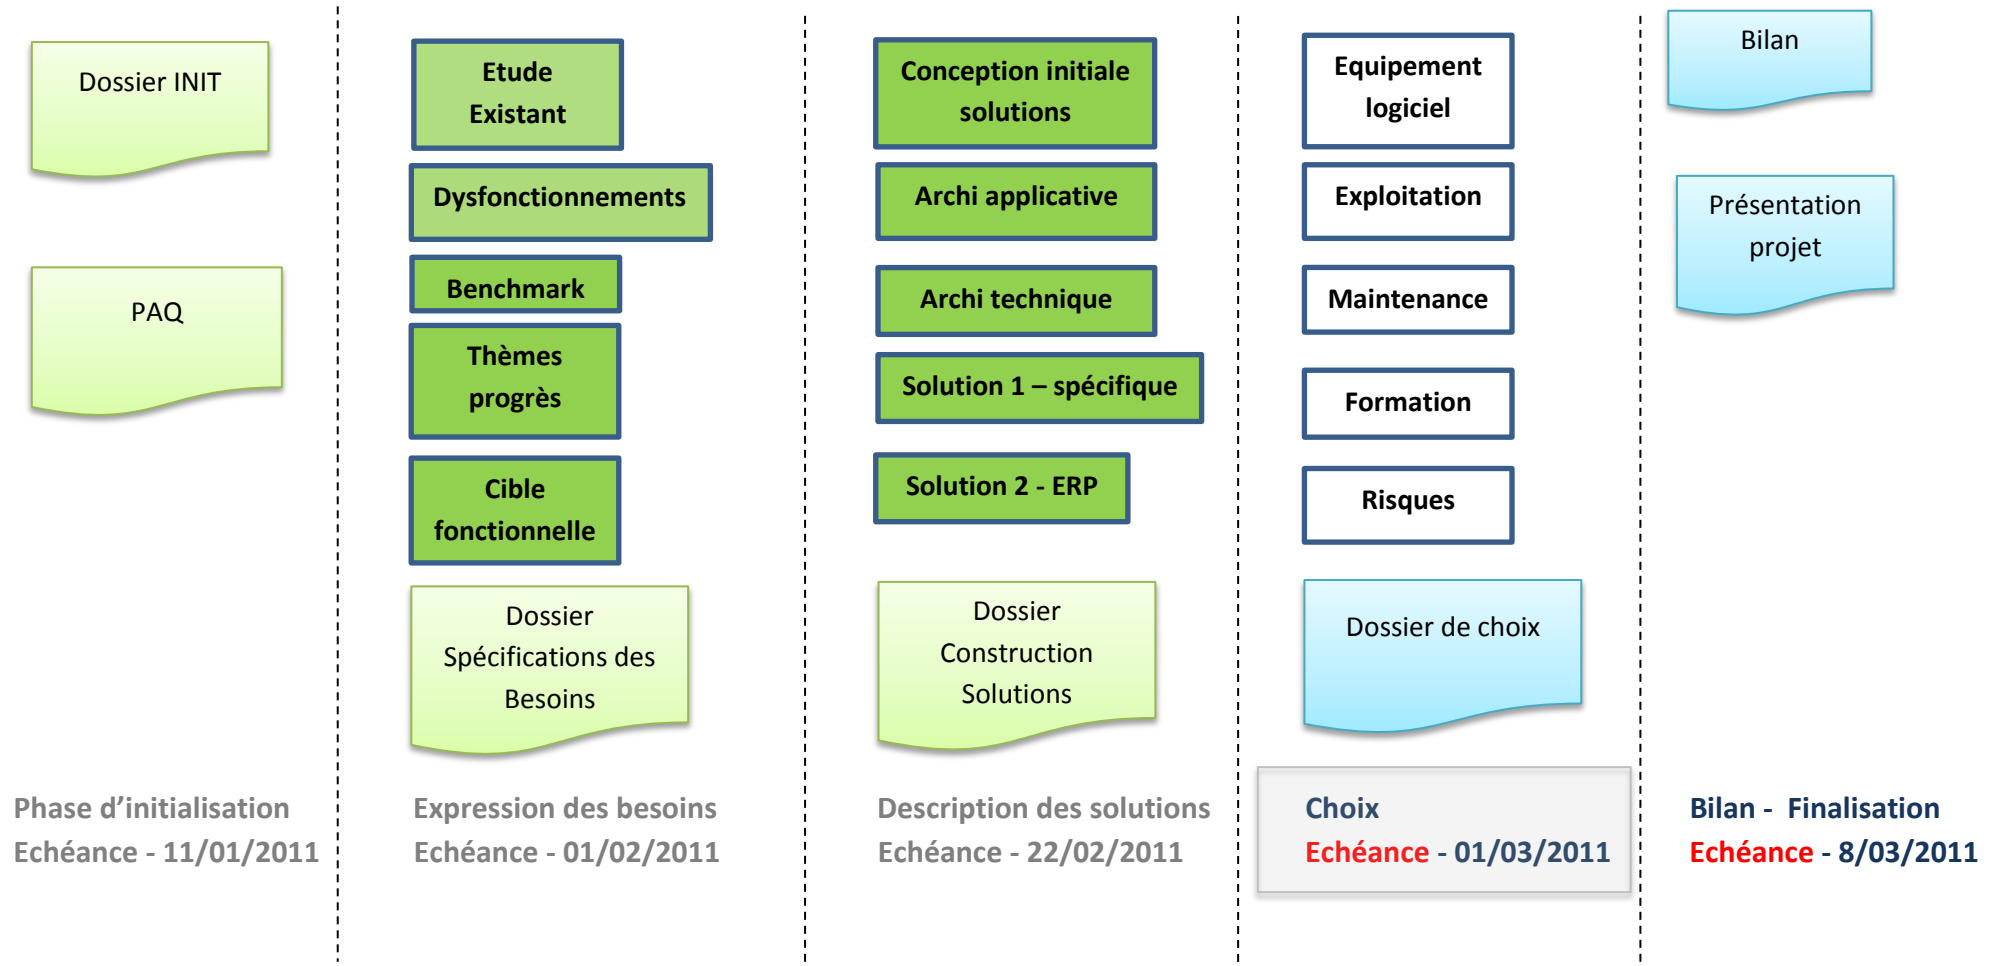 Dossier INIT
PAQ
Phase d’initialisation
Echéance - 11/01/2011
Etude
Existant
Dysfonctionnements
Benchmark
Thèmes
progrès
Cible
fonctionnelle
Dossier
Spécifications des
Besoins
Expression des besoins
Echéance - 01/02/2011
Conception initiale
solutions
Archi applicative
Archi technique
Solution 1 – spécifique
Solution 2 - ERP
Dossier
Construction
Solutions
Description des solutions
Echéance - 22/02/2011
Equipement
logiciel
Exploitation
Maintenance
Formation
Risques
Dossier de choix
Choix
Echéance - 01/03/2011
Bilan
Présentation
projet
Bilan - Finalisation
Echéance - 8/03/2011